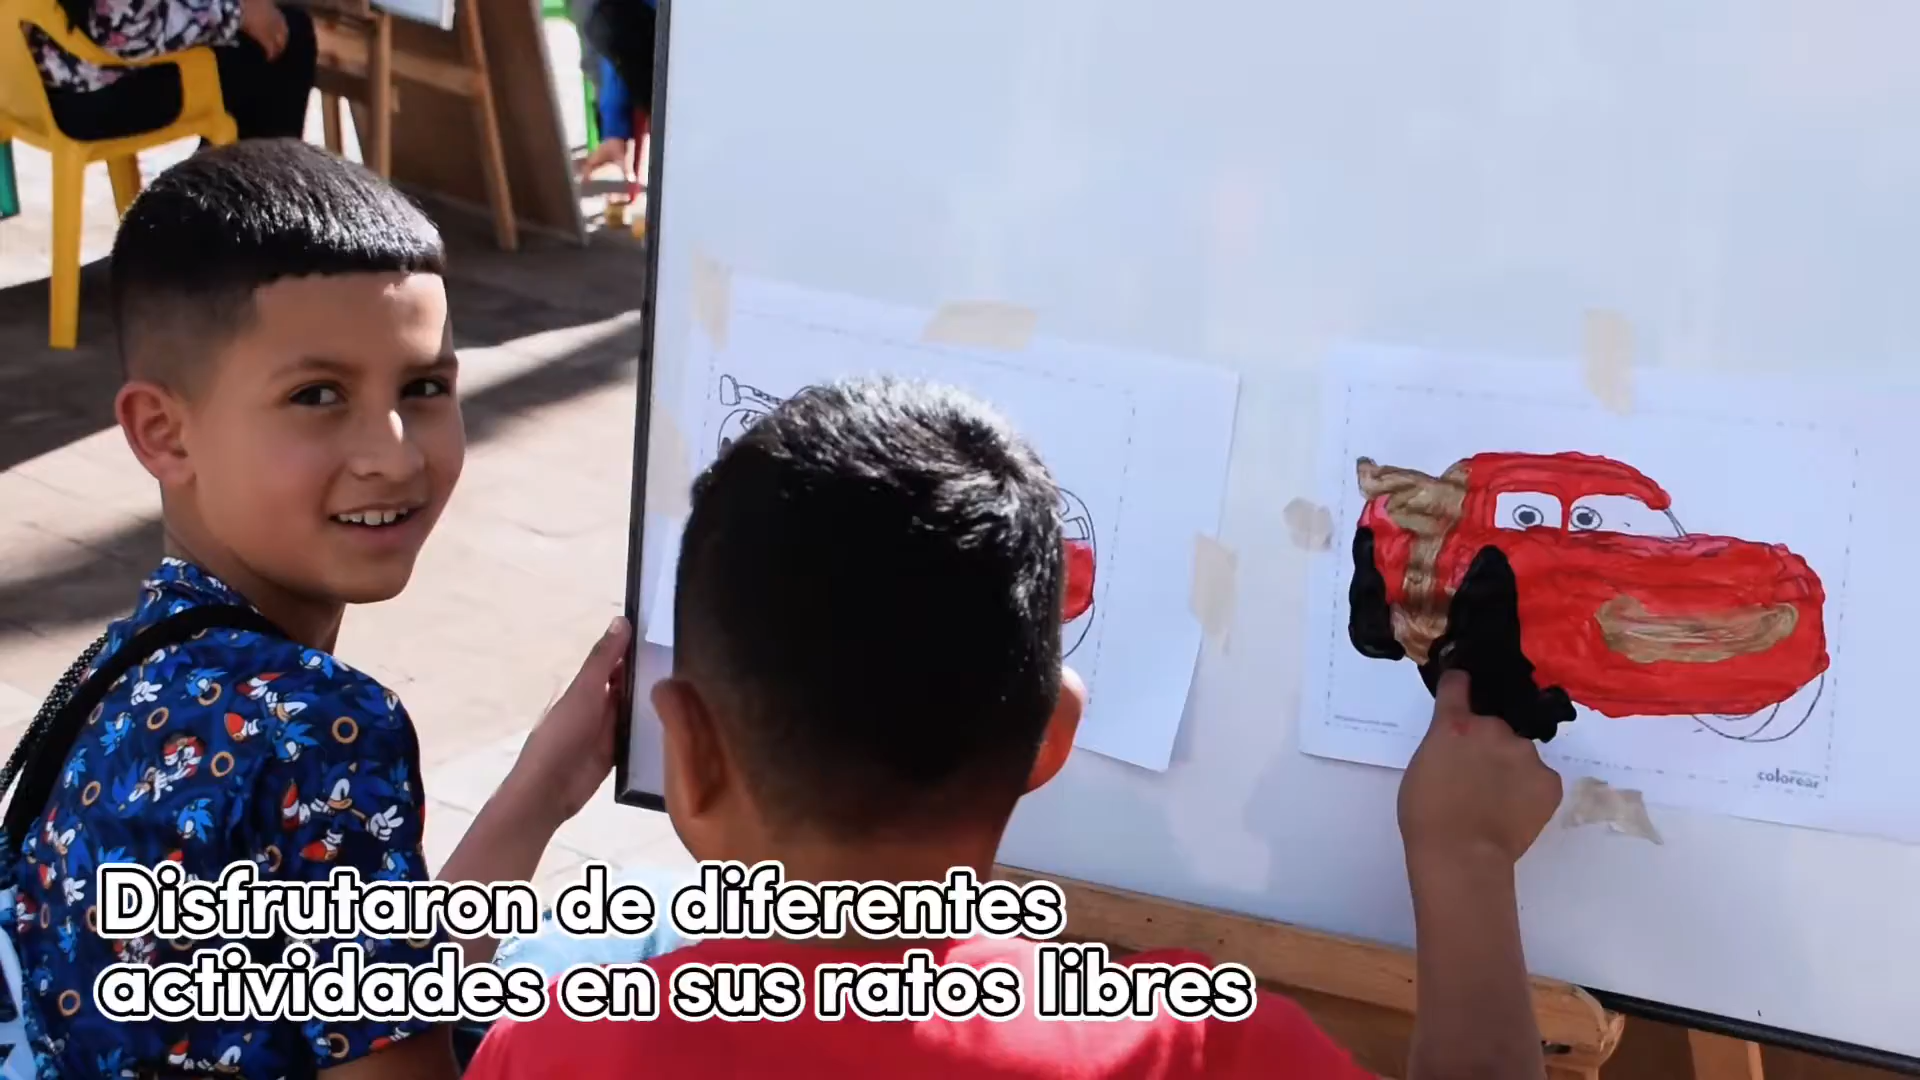 colorear
Disfrutaron de diferentes
actividades en sus ratos libres